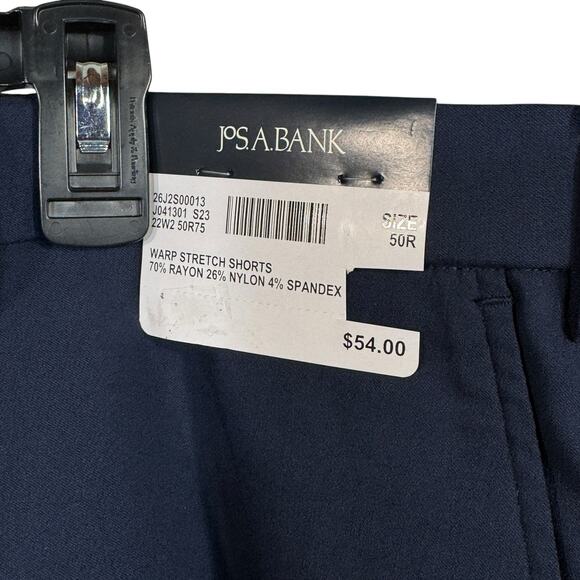 JOS.A.BANK
26J2S00013
J041301 S23
22W2 50R75
SIZE
50R
WARP STRETCH SHORTS
70% RAYON 26% NYLON 4% SPANDEX
$54.00